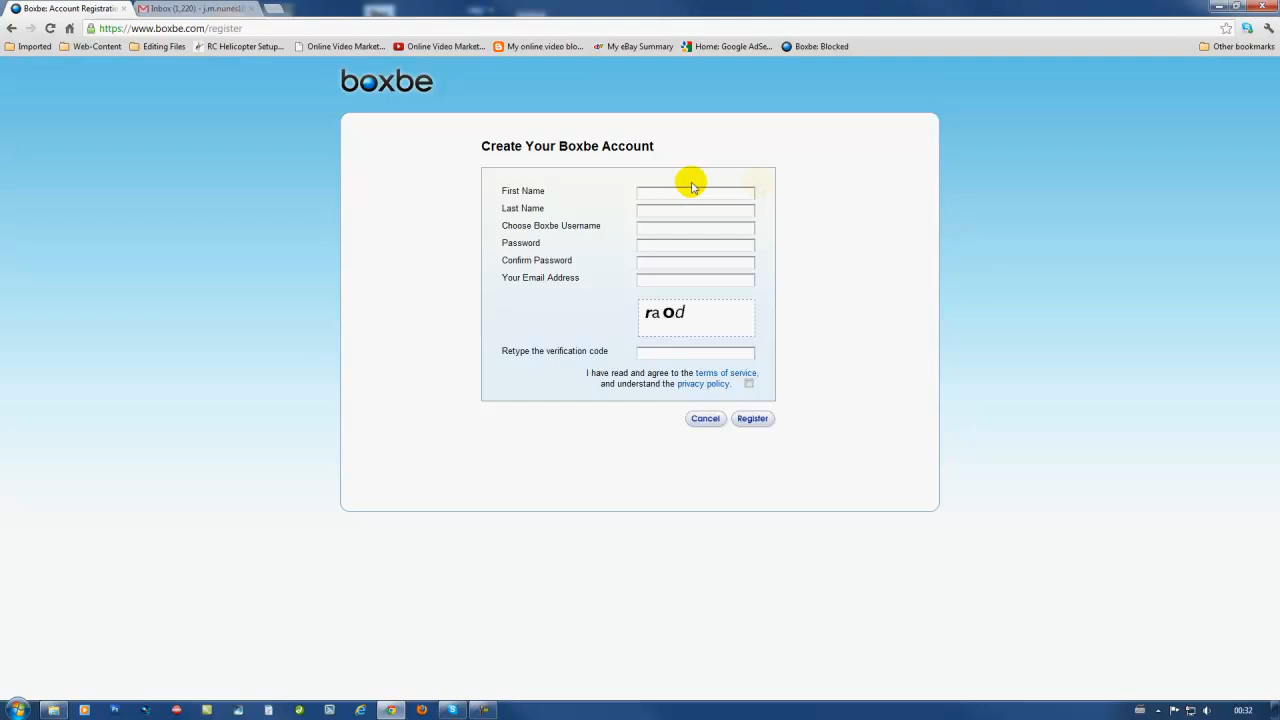 Boxbe: Account Registratio
Inbox (1,220) - j.m.nunes1
https://www.boxbe.com/register
Imported
Web-Content
Editing Files
RC Helicopter Setup...
Online Video Market...
Online Video Market...
My online video blo...
My eBay Summary
Home: Google AdSe...
Boxbe: Blocked
Other bookmarks
boxbe
Create Your Boxbe Account
First Name
Last Name
Choose Boxbe Username
Password
Confirm Password
Your Email Address
raOd
Retype the verification code
I have read and agree to the terms of service,
and understand the privacy policy.
Cancel
Register
00:32